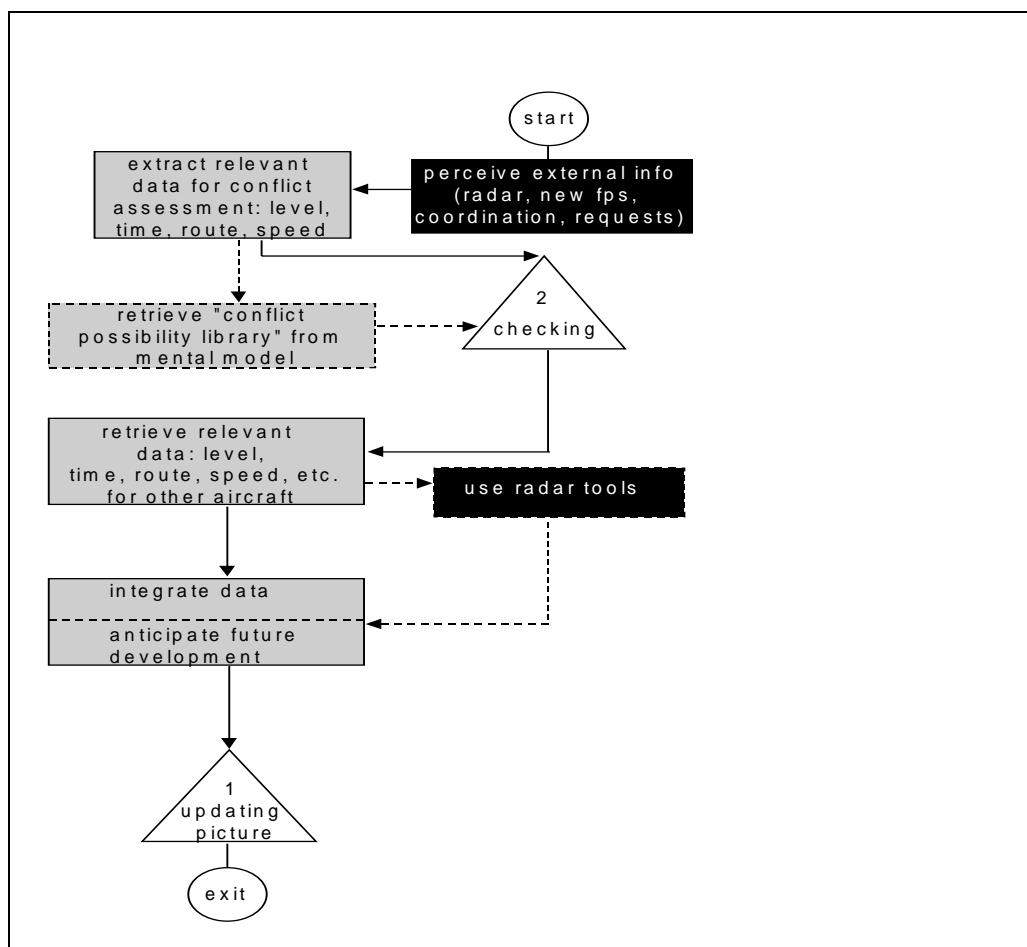 start
perceive external info
(radar, new fps,
coordination, requests)
extract relevant
data for conflict
assessment: level,
time, route, speed
2
checking
retrieve "conflict
possibility library" from
mental model
retrieve relevant
data: level,
time, route, speed, etc.
for other aircraft
use radar tools
integrate data
anticipate future
development
1
updating
picture
exit